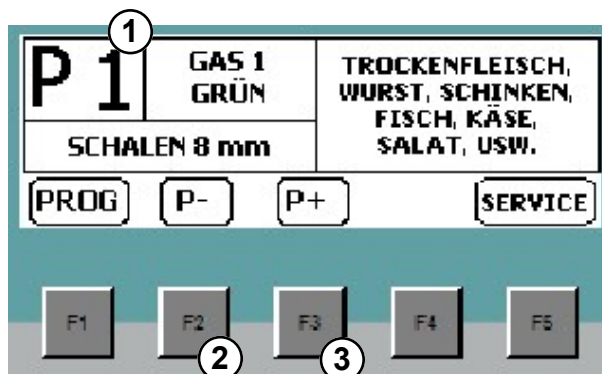 1
P 1
GAS 1
GRÜN
SCHALEN 8 mm
TROCKENFLEISCH,
WURST, SCHINKEN,
FISCH, KÄSE,
SALAT, USW.
PROG
P-
P+
SERVICE
F1
F2
F3
F4
F5
2
3